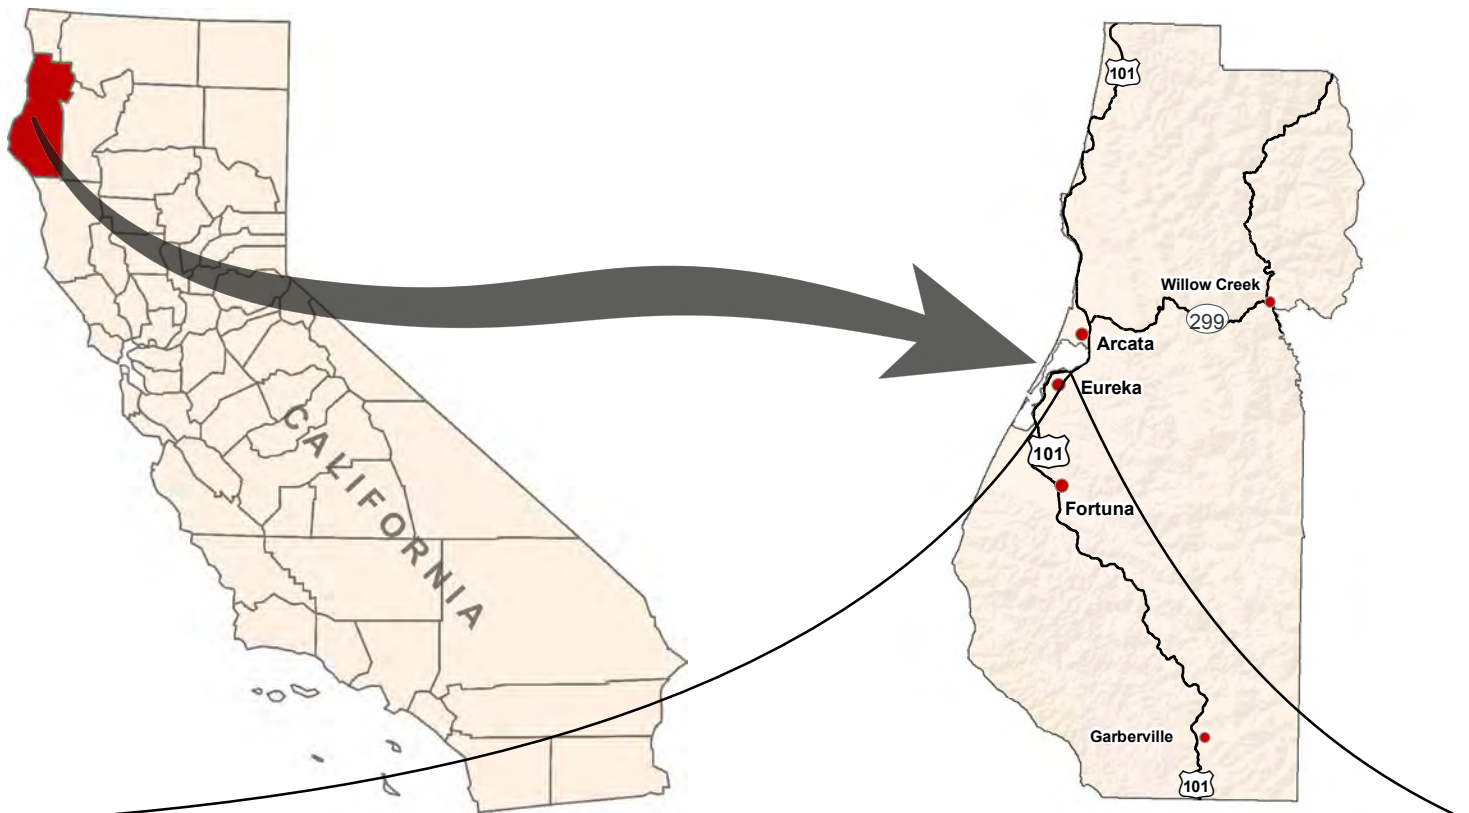 CALIFORNIA
101
Willow Creek
299
Arcata
Eureka
101
Fortuna
Garberville
101